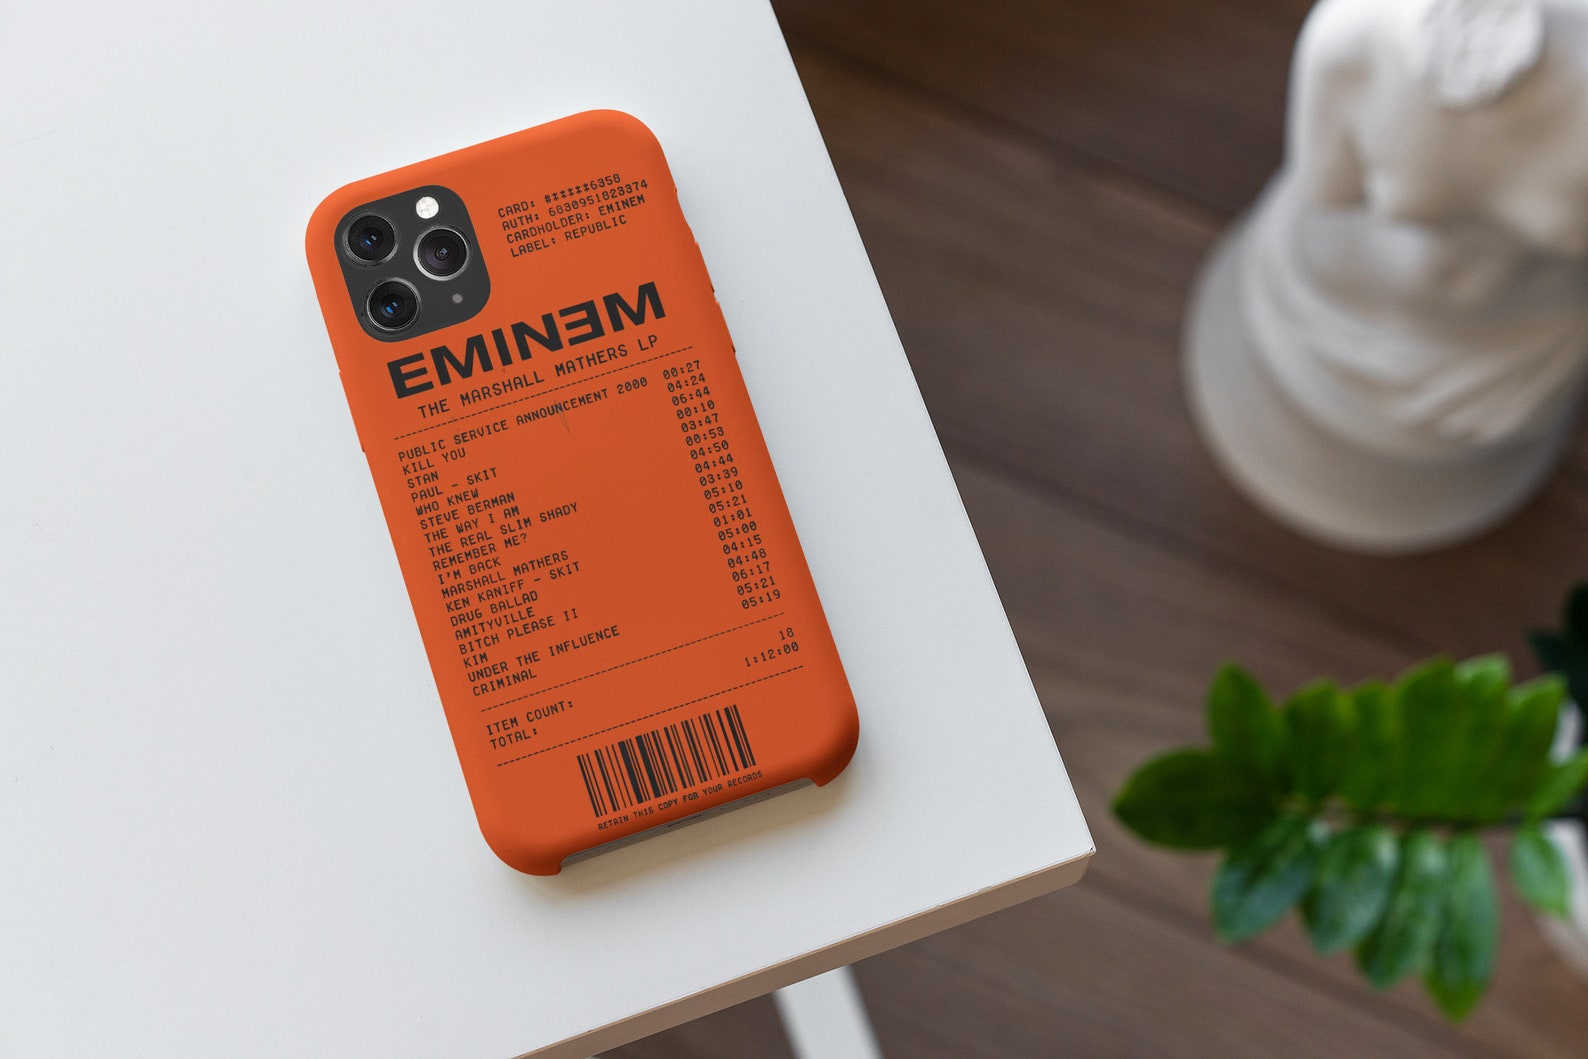 CARD: #*****6358
AUTH: 6830951823374
CARDHOLDER: EMINEM
LABEL: REPUBLIC
EMINƎM
THE MARSHALL MATHERS LP
PUBLIC SERVICE ANNOUNCEMENT 2000 00:27
KILL YOU 04:24
STAN 06:44
PAUL - SKIT 00:10
WHO KNEW 03:47
STEVE BERMAN 00:53
THE WAY I AM 04:50
THE REAL SLIM SHADY 04:44
REMEMBER ME? 03:39
I'M BACK 05:10
MARSHALL MATHERS 05:21
KEN KANIFF - SKIT 01:01
DRUG BALLAD 05:00
AMITYVILLE 04:15
BITCH PLEASE II 04:48
KIM 06:17
UNDER THE INFLUENCE 05:21
CRIMINAL 05:19
ITEM COUNT: 18
TOTAL: 1:12:00
RETAIN THIS COPY FOR YOUR RECORDS